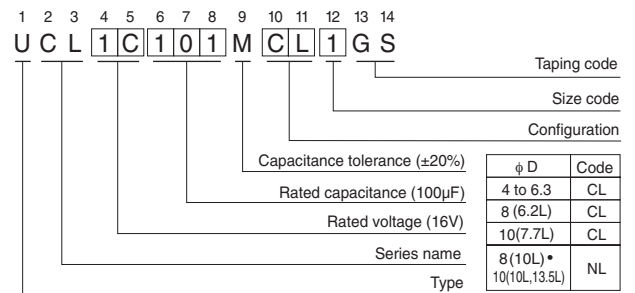 1 2 3 4 5 6 7 8 9 10 11 12 13 14
U C L 1 C 1 0 1 M C L 1 G S
Taping code
Size code
Configuration
Capacitance tolerance (±20%)
Rated capacitance (100µF)
Rated voltage (16V)
Series name
Type
ϕ D Code
4 to 6.3 CL
8 (6.2L) CL
10(7.7L) CL
8(10L) • 
10(10L,13.5L) NL